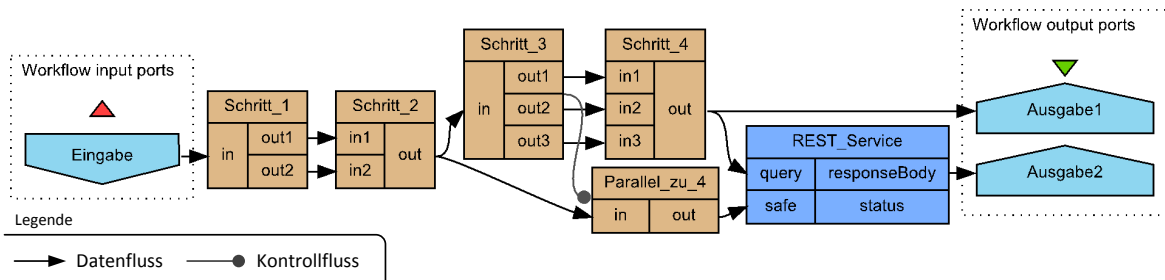 Workflow input ports
Eingabe
Schritt_1
in
out1
out2
Schritt_2
in1
in2
out
Schritt_3
in
out1
out2
out3
Schritt_4
in1
in2
in3
out
Parallel_zu_4
in
out
REST_Service
query
responseBody
safe
status
Workflow output ports
Ausgabe1
Ausgabe2
Legende
Datenfluss
Kontrollfluss